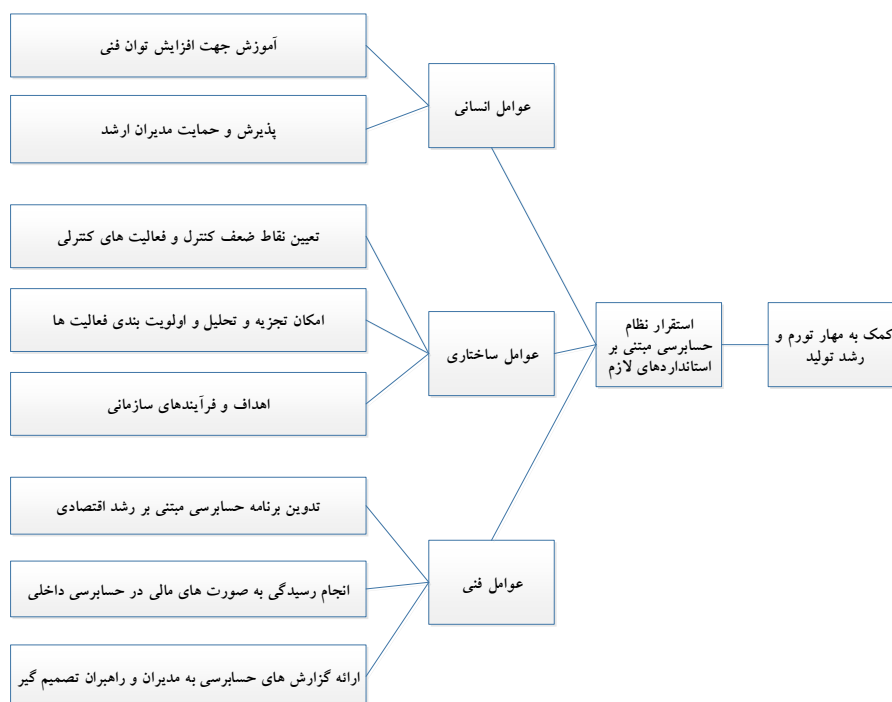 آموزش جهت افزایش توان فنی
پذیرش و حمایت مدیران ارشد
عوامل انسانی
تعیین نقاط ضعف کنترل و فعالیت های کنترلی
امکان تجزیه و تحلیل و اولویت بندی فعالیت ها
اهداف و فرآیندهای سازمانی
عوامل ساختاری
تدوین برنامه حسابرسی مبتنی بر رشد اقتصادی
انجام رسیدگی به صورت های مالی در حسابرسی داخلی
ارائه گزارش های حسابرسی به مدیران و راهبران تصمیم گیر
عوامل فنی
استقرار نظام
حسابرسی مبتنی بر
استانداردهای لازم
کمک به مهار تورم و
رشد تولید